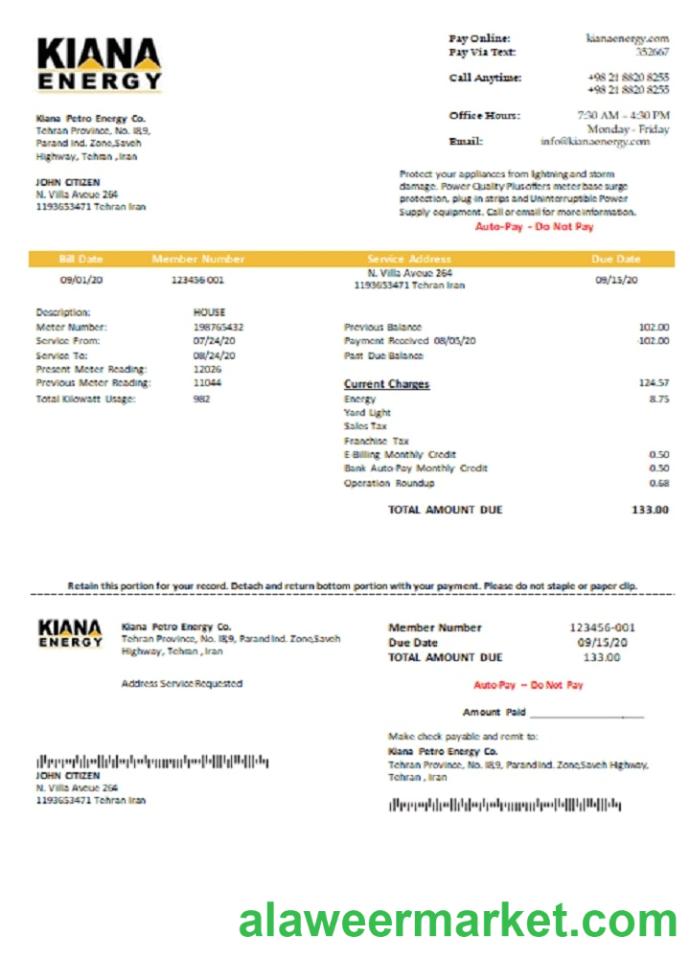 KIANA
ENERGY
Pay Online: kianaenergy.com
Pay Via Text: 352667
Call Anytime: +98 21 8820 8255
+98 21 8820 8255
Office Hours: 7:30 AM - 4:30 PM
Monday - Friday
Email: info@kianaenergy.com
Kiana Petro Energy Co.
Tehran Province, No. 189,
Parand Ind. Zone,Saveh
Highway, Tehran ,Iran
JOHN CITIZEN
N. Villa Aveue 264
1193653471 Tehran Iran
Protect your appliances from lightning and storm
damage. Power Quality Plus offers meter base surge
protection, plug-in strips and Uninterruptible Power
Supply equipment. Call or email for more information.
Auto-Pay – Do Not Pay
Bill Date Member Number Service Address Due Date
09/01/20 123456-001 N. Villa Aveue 264 09/15/20
1193653471 Tehran Iran
Description: HOUSE
Meter Number: 198765432
Service From: 07/24/20
Service To: 08/24/20
Present Meter Reading: 12026
Previous Meter Reading: 11044
Total Kilowatt Usage: 982
Previous Balance 102.00
Payment Received 08/05/20 -102.00
Past Due Balance
Current Charges 124.57
Energy 8.75
Yard Light
Sales Tax
Franchise Tax
E-Billing Monthly Credit 0.50
Bank Auto-Pay Monthly Credit 0.50
Operation Roundup 0.68
TOTAL AMOUNT DUE 133.00
Retain this portion for your record. Detach and return bottom portion with your payment. Please do not staple or paper clip.
KIANA
ENERGY
Kiana Petro Energy Co.
Tehran Province, No. 189, Parand Ind. Zone,Saveh
Highway, Tehran , Iran
Address Service Requested
Member Number 123456-001
Due Date 09/15/20
TOTAL AMOUNT DUE 133.00
Auto-Pay – Do Not Pay
Amount Paid
Make check payable and remit to:
Kiana Petro Energy Co.
Tehran Province, No. 189, Parand Ind. Zone,Saveh Highway,
Tehran , Iran
JOHN CITIZEN
N. Villa Aveue 264
1193653471 Tehran Iran
alaweermarket.com